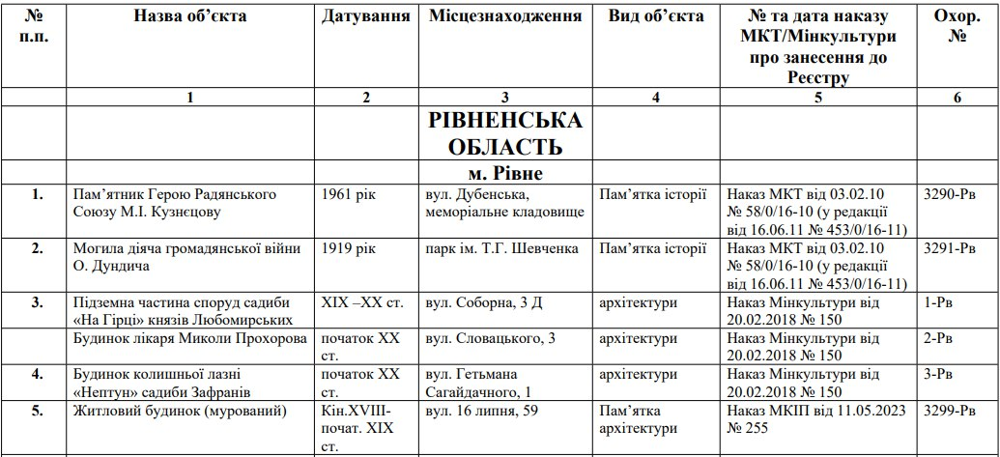 № п.п. Назва об’єкта Датування Місцезнаходження Вид об’єкта № та дата наказу МКТ/Мінкультури про занесення до Реєстру Охор. №
1 2 3 4 5 6
РІВНЕНСЬКА
ОБЛАСТЬ
м. Рівне
1. Пам’ятник Герою Радянського Союзу М.І. Кузнєцову 1961 рік вул. Дубенська, меморіальне кладовище Пам’ятка історії Наказ МКТ від 03.02.10 № 58/0/16-10 (у редакції від 16.06.11 № 453/0/16-11) 3290-Рв
2. Могила діяча громадянської війни О. Дундича 1919 рік парк ім. Т.Г. Шевченка Пам’ятка історії Наказ МКТ від 03.02.10 № 58/0/16-10 (у редакції від 16.06.11 № 453/0/16-11) 3291-Рв
3. Підземна частина споруд садиби «На Гірці» князів Любомирських XIX –XX ст. вул. Соборна, 3 Д архітектури Наказ Мінкультури від 20.02.2018 № 150 1-Рв
Будинок лікаря Миколи Прохорова початок XX ст. вул. Словацького, 3 архітектури Наказ Мінкультури від 20.02.2018 № 150 2-Рв
4. Будинок колишньої лазні «Нептун» садиби Зафранів початок XX ст. вул. Гетьмана Сагайдачного, 1 архітектури Наказ Мінкультури від 20.02.2018 № 150 3-Рв
5. Житловий будинок (мурований) Кін.XVIII- почат. XIX ст. вул. 16 липня, 59 Пам’ятка архітектури Наказ МКІП від 11.05.2023 № 255 3299-Рв